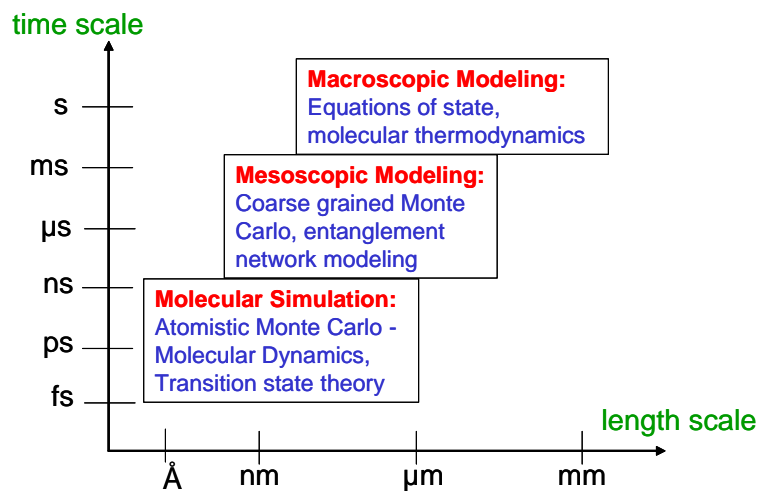 time scale
Macroscopic Modeling:
Equations of state,
molecular thermodynamics
s
ms
Mesoscopic Modeling:
Coarse grained Monte
Carlo, entanglement
network modeling
µs
ns
Molecular Simulation:
Atomistic Monte Carlo -
Molecular Dynamics,
Transition state theory
ps
fs
length scale
Å
nm
µm
mm